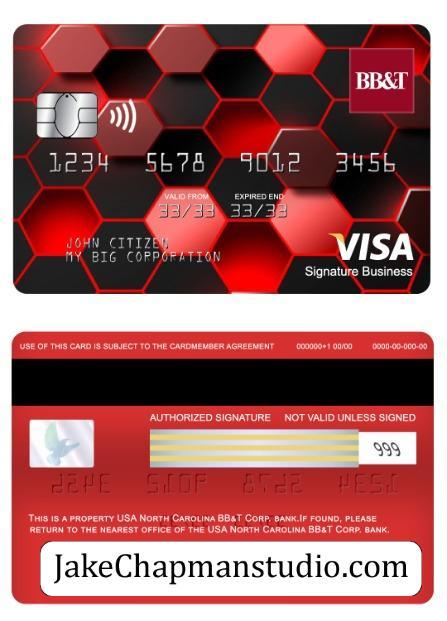 BB&T
1234 5678 9012 3456
VALID FROM EXPIRED END
33/33 33/33
JOHN CITIZEN
MY BIG CORPORATION
VISA
Signature Business
USE OF THIS CARD IS SUBJECT TO THE CARDMEMBER AGREEMENT 000000+1 00/00 0000-00-000-00
AUTHORIZED SIGNATURE NOT VALID UNLESS SIGNED
999
THIS IS A PROPERTY USA NORTH CAROLINA BB&T CORP. BANK.IF FOUND, PLEASE
RETURN TO THE NEAREST OFFICE OF THE USA NORTH CAROLINA BB&T CORP. BANK.
JakeChapmanstudio.com